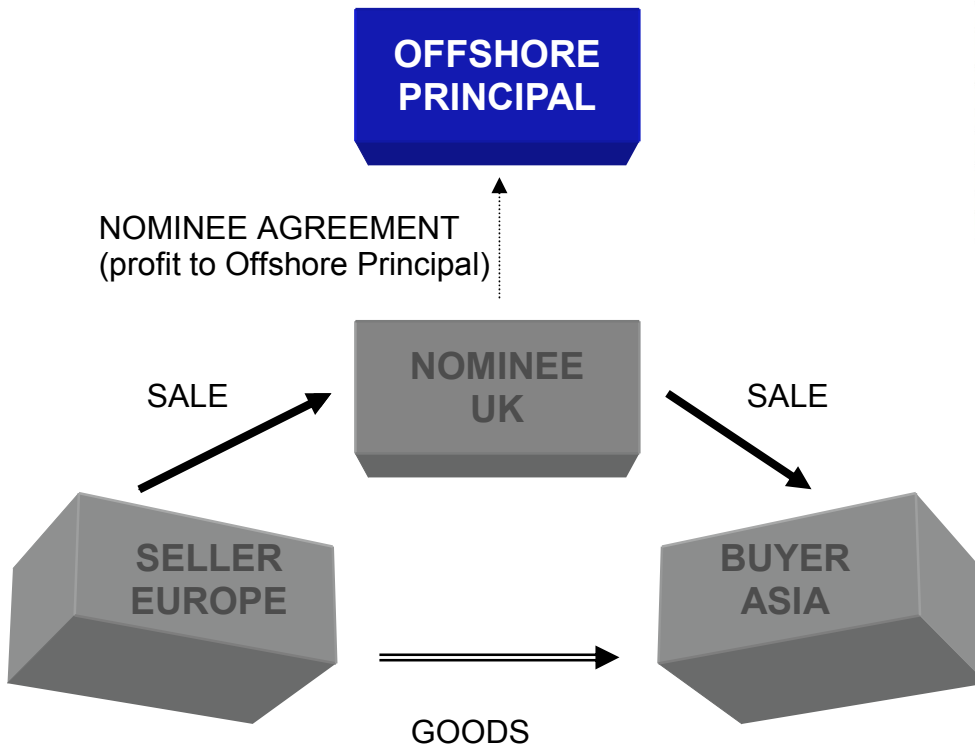 OFFSHORE
PRINCIPAL
NOMINEE AGREEMENT
(profit to Offshore Principal)
NOMINEE
UK
SALE
SALE
SELLER
EUROPE
BUYER
ASIA
GOODS